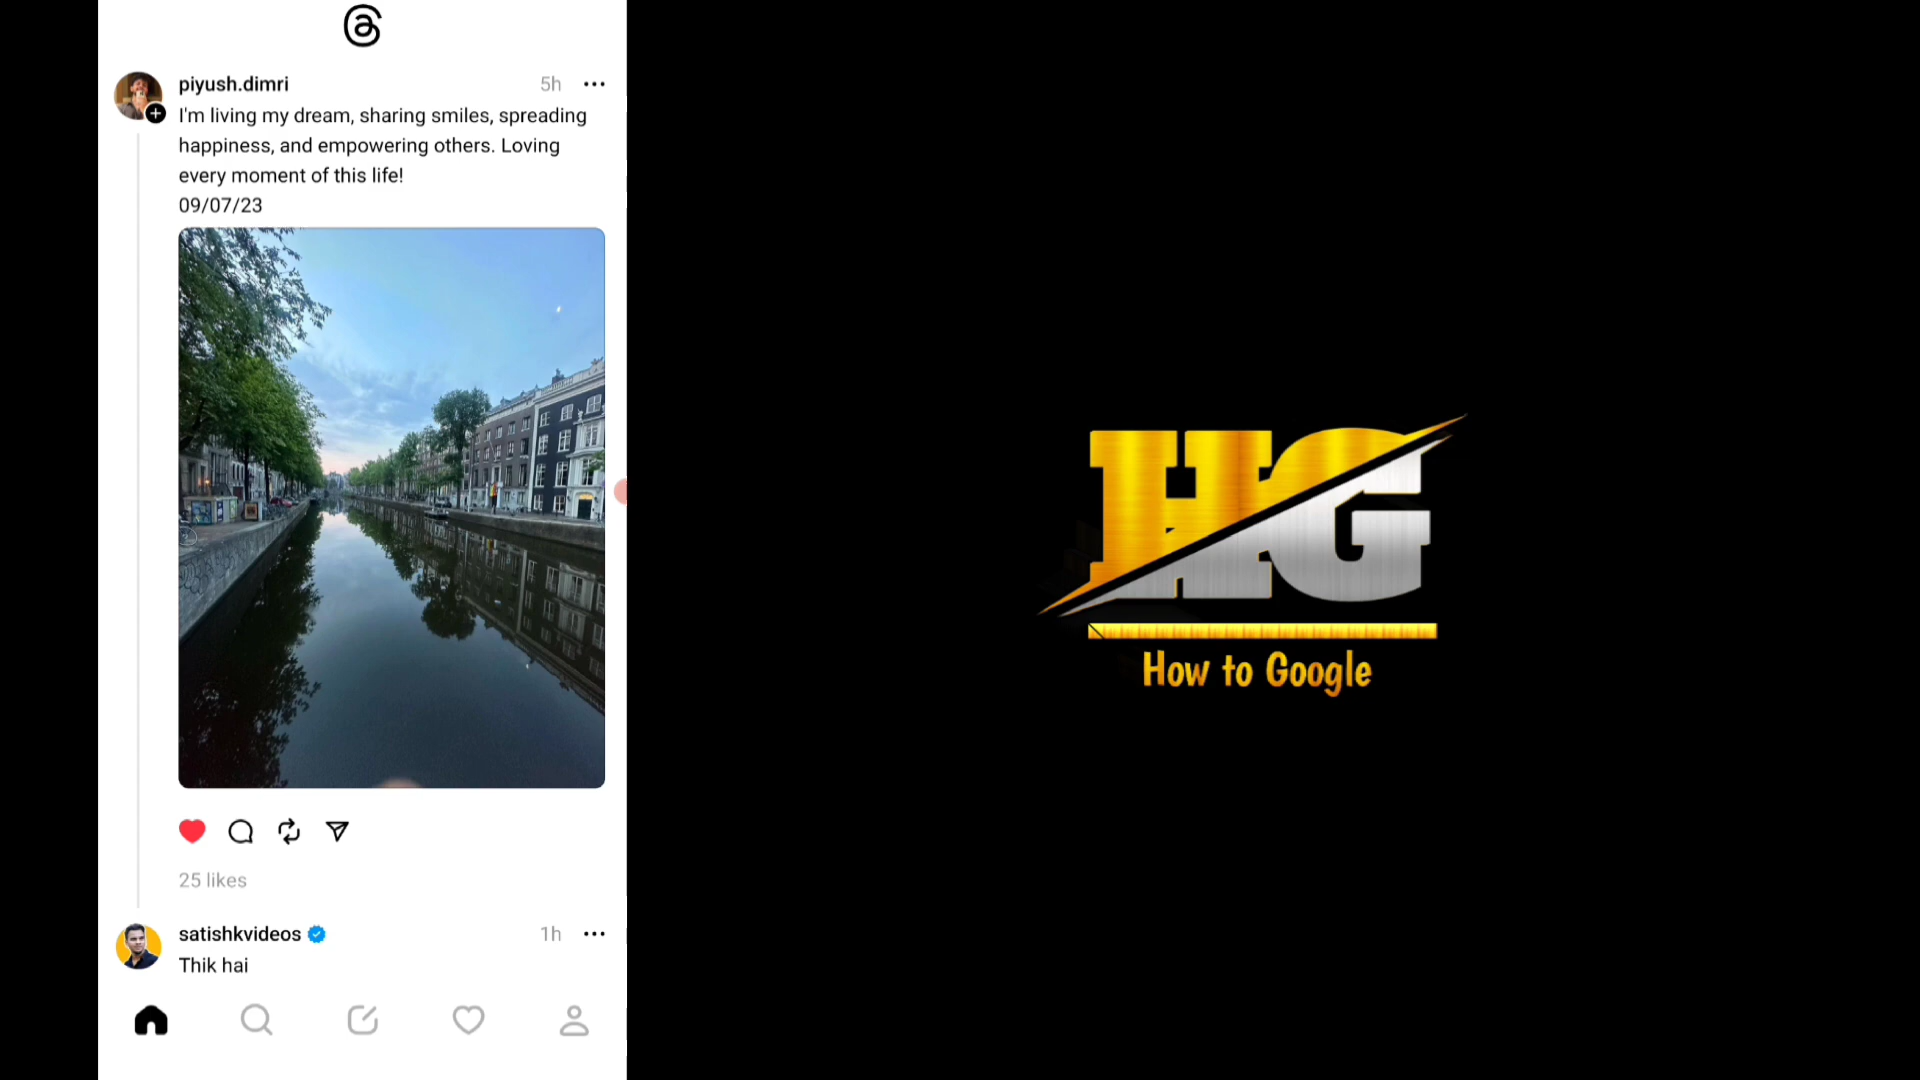 piyush.dimri
5h
I'm living my dream, sharing smiles, spreading
happiness, and empowering others. Loving
every moment of this life!
09/07/23
25 likes
satishkvideos
1h
Thik hai
HG
How to Google